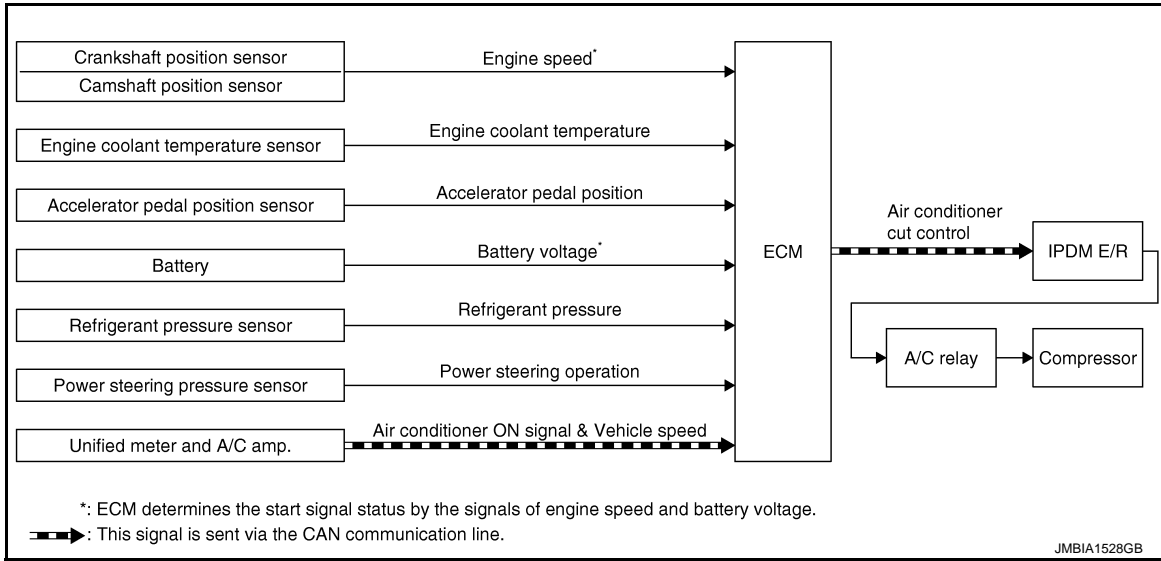 Crankshaft position sensor
Camshaft position sensor
Engine speed*
Engine coolant temperature sensor
Engine coolant temperature
Accelerator pedal position sensor
Accelerator pedal position
Battery
Battery voltage*
Refrigerant pressure sensor
Refrigerant pressure
Power steering pressure sensor
Power steering operation
Unified meter and A/C amp.
Air conditioner ON signal & Vehicle speed
ECM
Air conditioner
cut control
IPDM E/R
A/C relay
Compressor
*: ECM determines the start signal status by the signals of engine speed and battery voltage.
: This signal is sent via the CAN communication line.
JMBIA1528GB